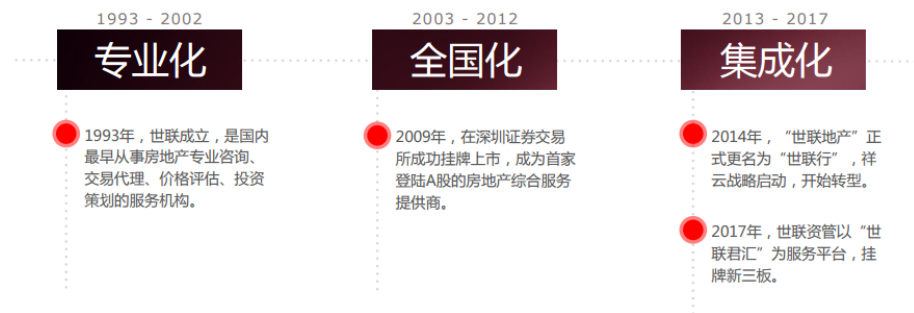 1993 - 2002
专业化
1993年，世联成立，是国内
最早从事房地产专业咨询、
交易代理、价格评估、投资
策划的服务机构。
2003 - 2012
全国化
2009年，在深圳证券交易
所成功挂牌上市，成为首家
登陆A股的房地产综合服务
提供商。
2013 - 2017
集成化
2014年，“世联地产”正
式更名为“世联行”，祥
云战略启动，开始转型。
2017年，世联资管以“世
联君汇”为服务平台，挂
牌新三板。